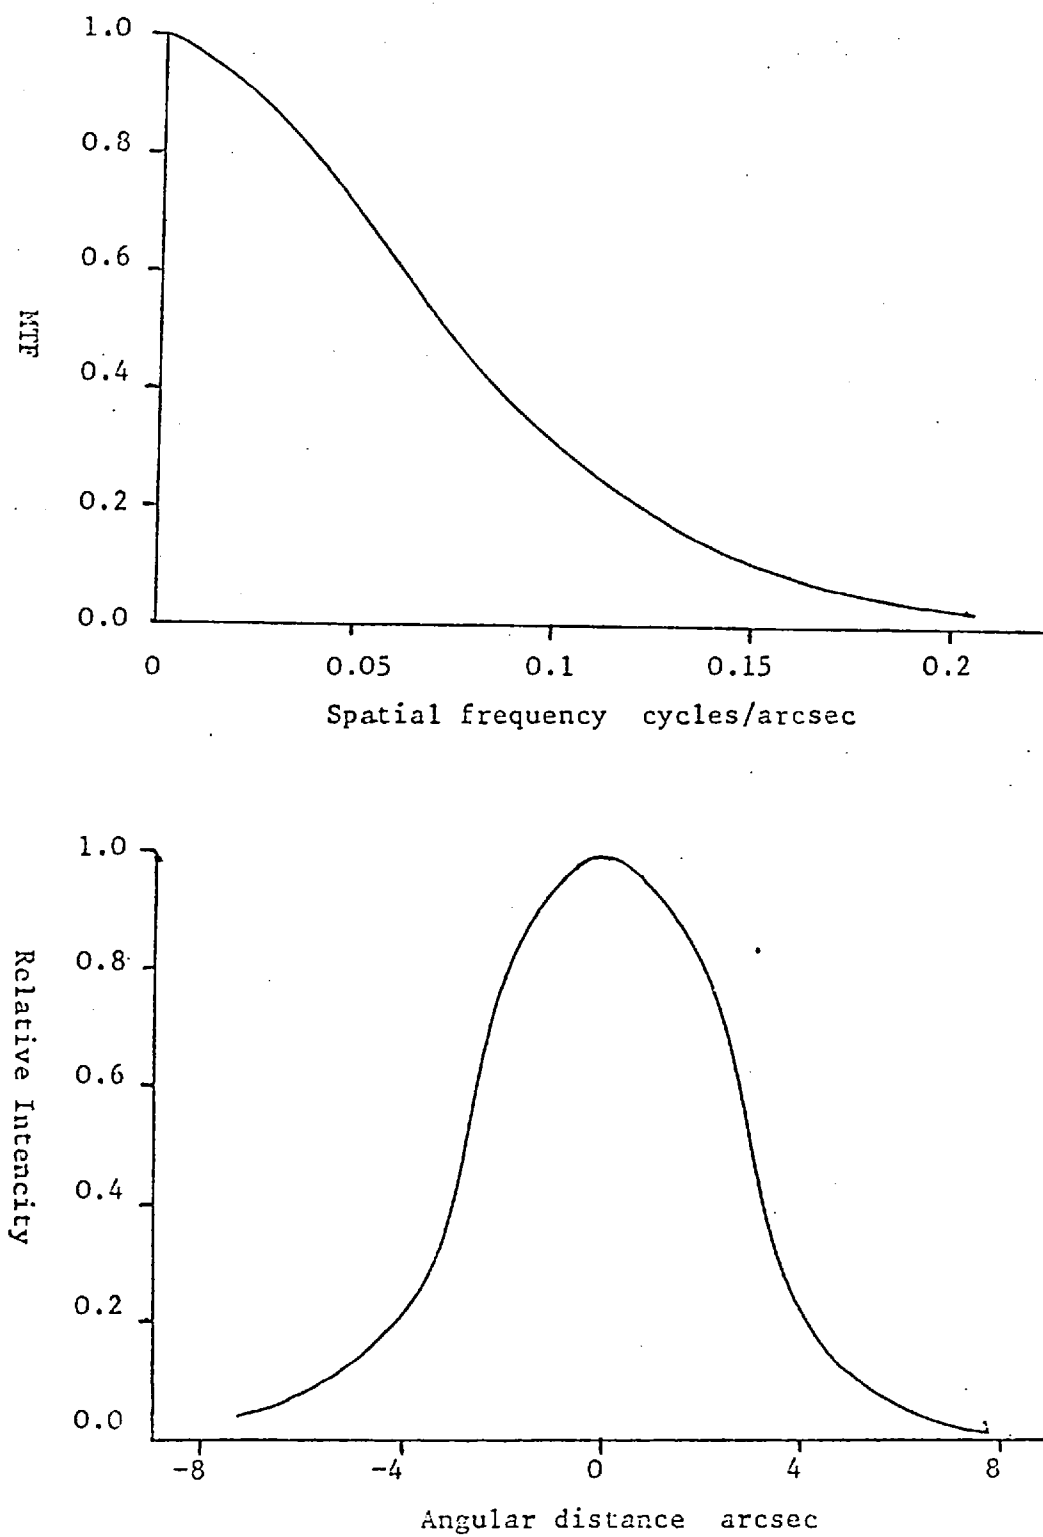 1.0
0.8
0.6
0.4
0.2
0.0
MTF
0 0.05 0.1 0.15 0.2
Spatial frequency cycles/arcsec
1.0
0.8
0.6
0.4
0.2
0.0
Relative Intencity
-8 -4 0 4 8
Angular distance arcsec